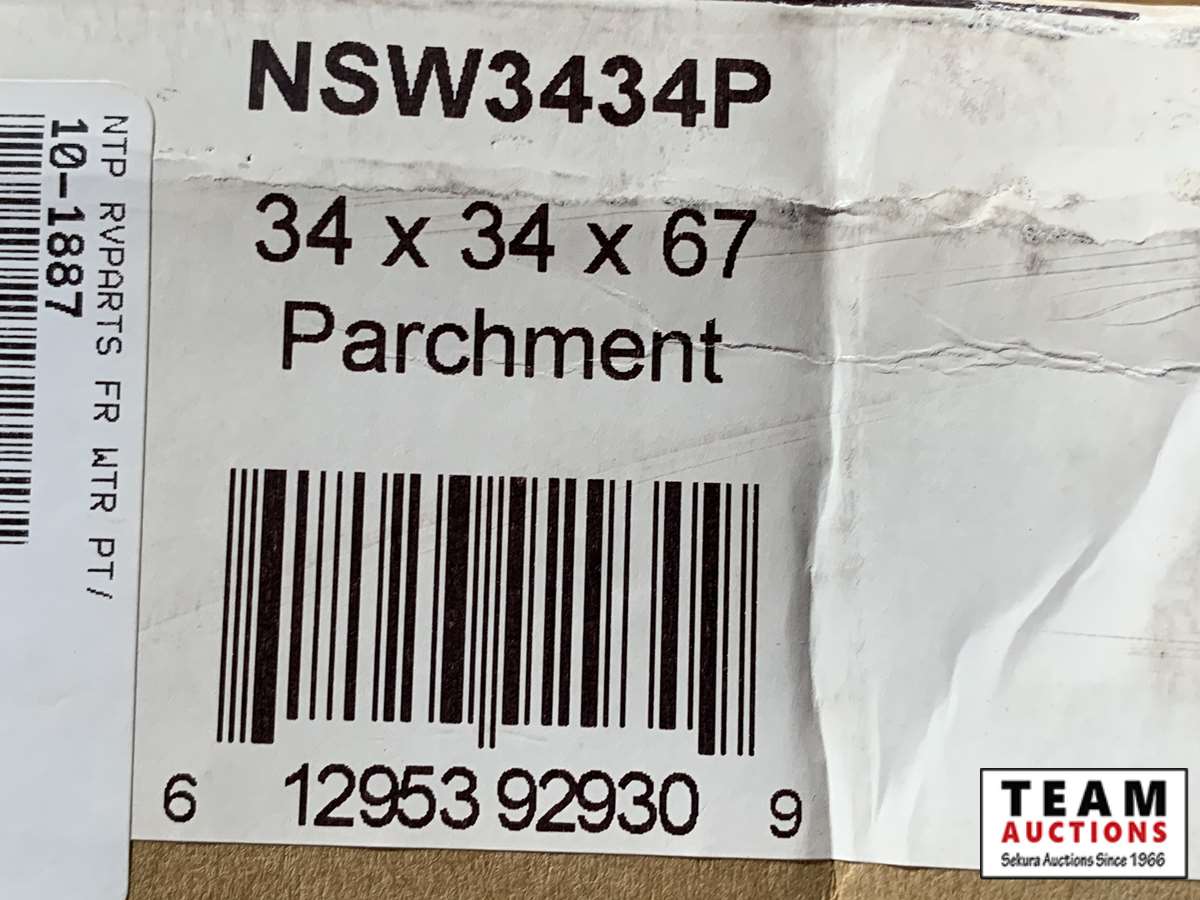 NSW3434P
34 x 34 x 67
Parchment
6 12953 92930 9
NTP RVPARTS FR WTR PT/
10-1887
TEAM
AUCTIONS
Sekura Auctions Since 1966